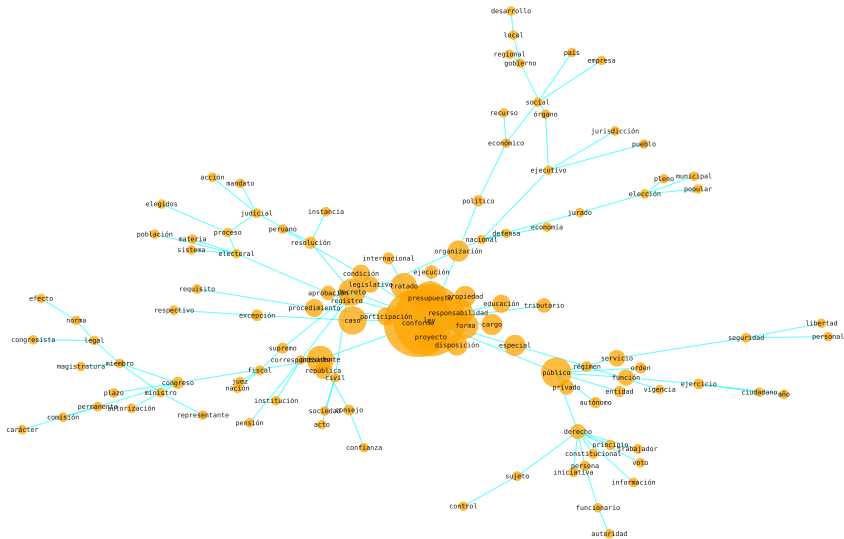 desarrollo
local
regional
país
gobierno
empresa
social
recurso
órgano
jurisdicción
económico
pueblo
ejecutivo
acción
mandato
pleno
municipal
elección
popular
elegidos
político
judicial
instancia
jurado
peruano
proceso
economía
población
defensa
materia
nacional
resolución
sistema
organización
electoral
internacional
condición
ejecución
legislativo
tratado
requisito
aprobación
decreto
efecto
presupuesto
propiedad
registro
educación
tributario
procedimiento
respectivo
excepción
participación
responsabilidad
caso
ley
norma
conforme
forma
cargo
libertad
congresista
legal
proyecto
seguridad
personal
supremo
disposición
especial
magistratura
miembro
correspondiente
presidente
servicio
régimen
orden
fiscal
república
público
función
juez
civil
congreso
nación
privado
ejercicio
plazo
ministro
entidad
vigencia
ciudadano
año
institución
autónomo
permanente
autorización
sociedad
consejo
comisión
representante
carácter
pensión
acto
derecho
confianza
principio
trabajador
constitucional
persona
voto
iniciativa
sujeto
información
control
funcionario
autoridad